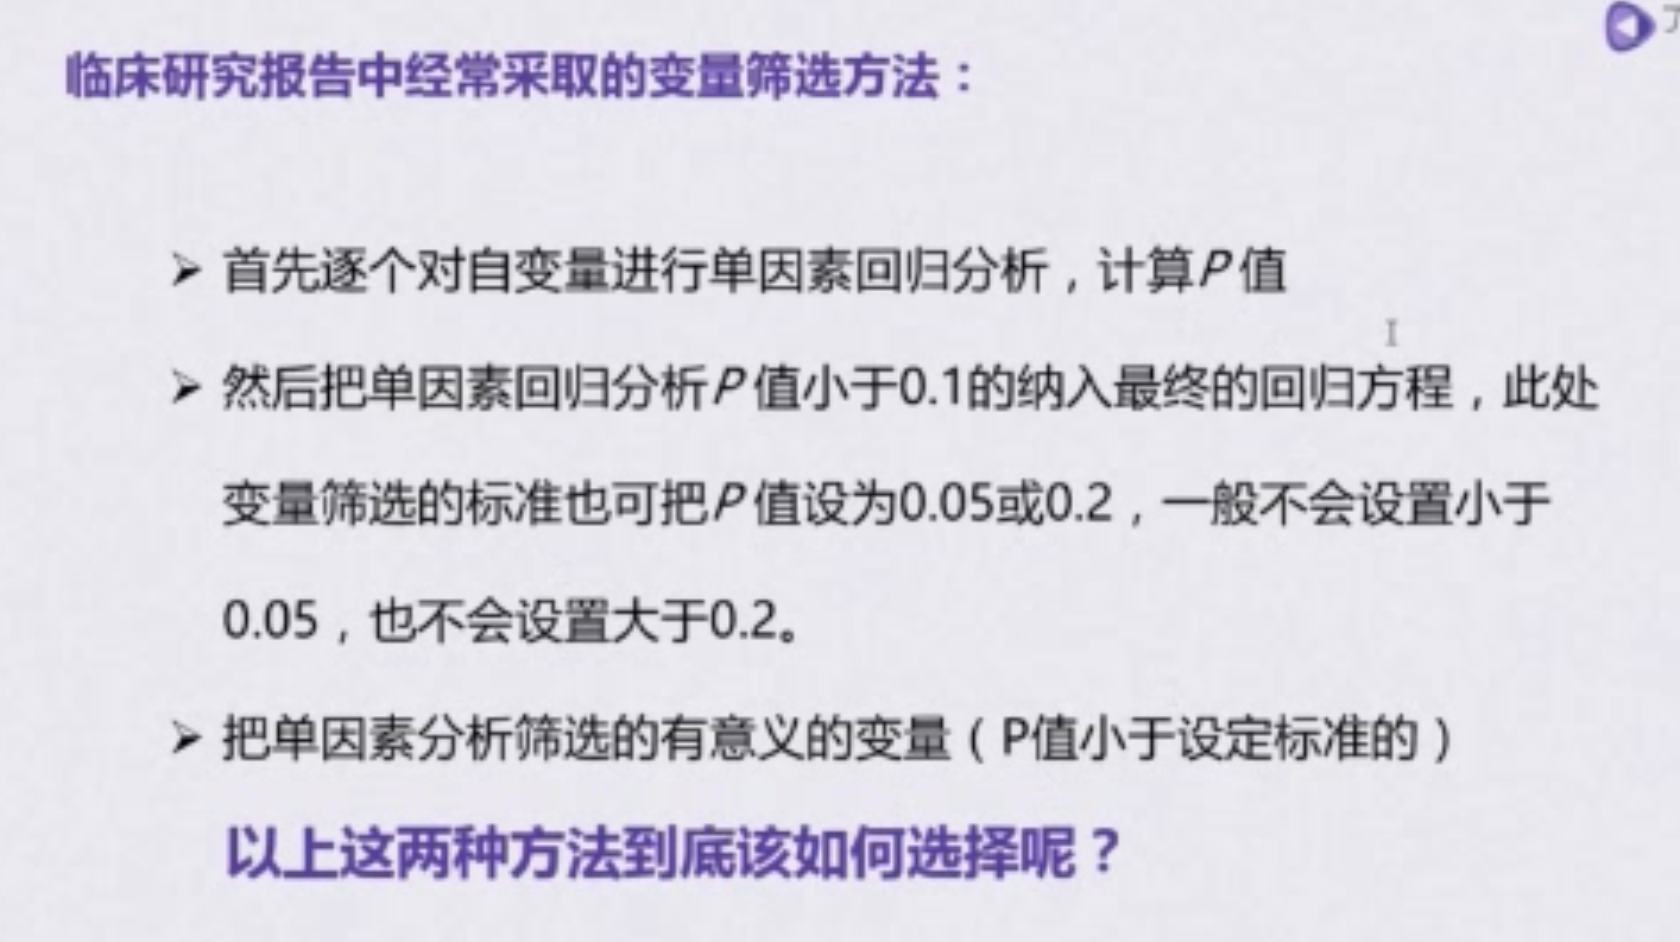 临床研究报告中经常采取的变量筛选方法：
➢ 首先逐个对自变量进行单因素回归分析，计算P值
➢ 然后把单因素回归分析P值小于0.1的纳入最终的回归方程，此处
变量筛选的标准也可把P值设为0.05或0.2，一般不会设置小于
0.05，也不会设置大于0.2。
➢ 把单因素分析筛选的有意义的变量（P值小于设定标准的）
以上这两种方法到底该如何选择呢？